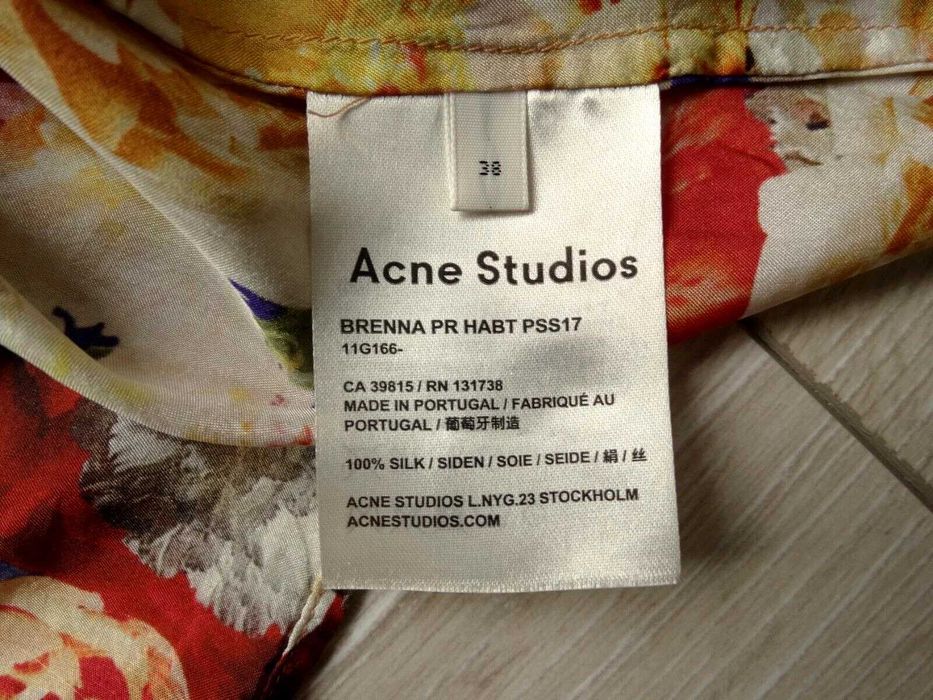 38
Acne Studios
BRENNA PR HABT PSS17
11G166-
CA 39815 / RN 131738
MADE IN PORTUGAL / FABRIQUÉ AU
PORTUGAL / 葡萄牙制造
100% SILK / SIDEN / SOIE / SEIDE / 絹 / 丝
ACNE STUDIOS L.NYG.23 STOCKHOLM
ACNESTUDIOS.COM